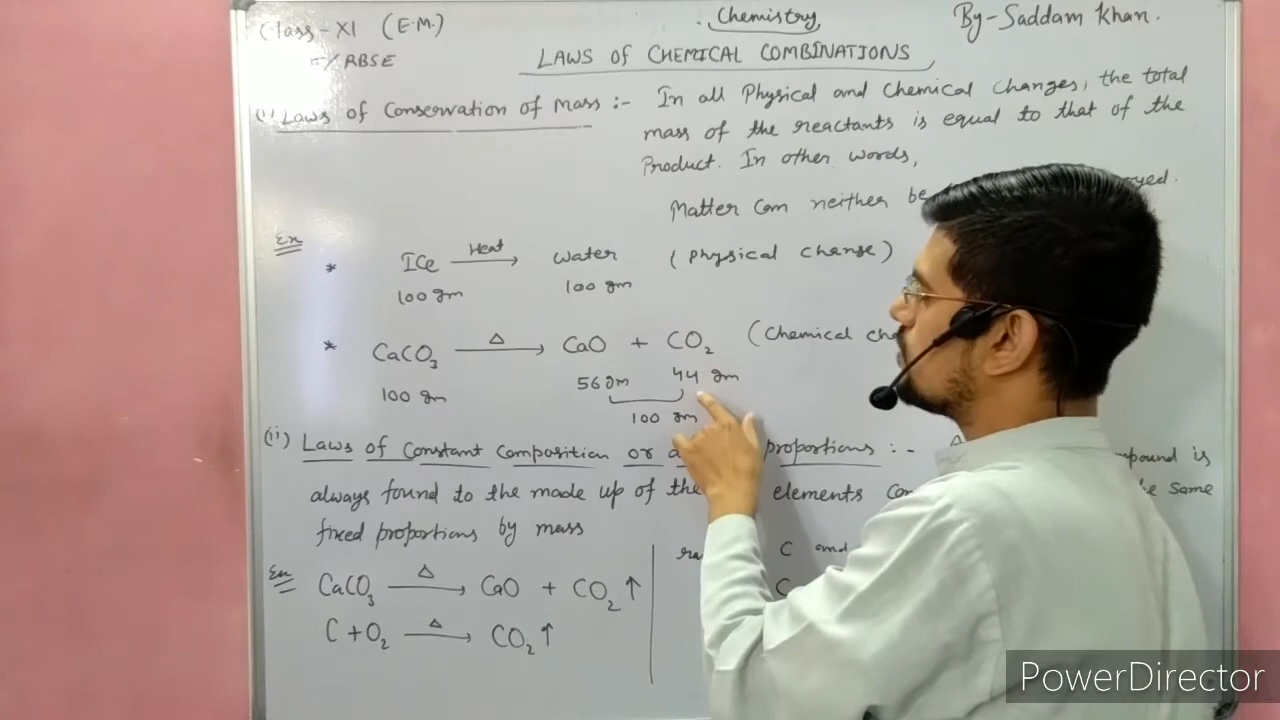 Class - XI (E.M.)
Chemistry
By - Saddam Khan.
RBSE
LAWS of CHEMICAL COMBINATIONS
(i) Laws of Conservation of Mass :- In all Physical and Chemical changes, the total
mass of the reactants is equal to that of the
Product. In other words,
Matter Can neither be
Ex
* ICe Heat → water (Physical change)
100 gm 100 gm
* CaCO3 Δ → CaO + CO2 (Chemical
100 gm 56 gm 44 gm
100 gm
(ii) Laws of Constant Composition or proportions :-
is
always found to the made up of the elements same
fixed proportions by mass
Ex CaCO3 Δ → CaO + CO2 ↑
C and
C + O2 Δ → CO2 ↑
C
PowerDirector